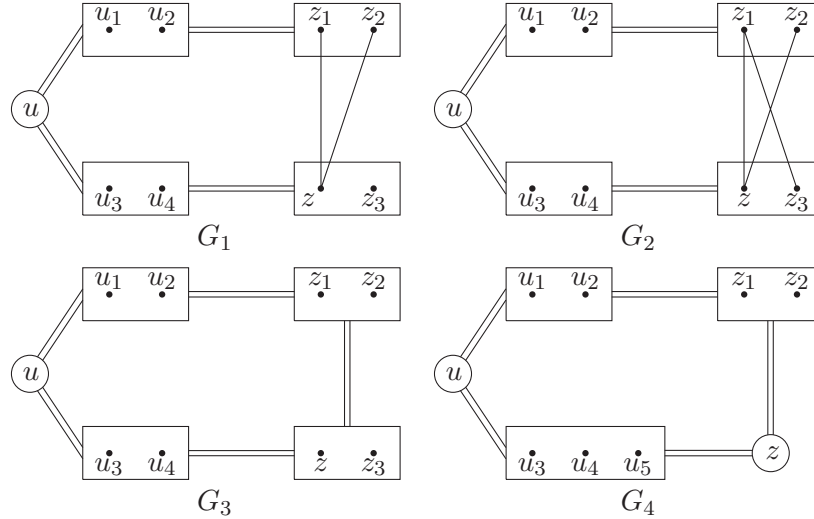 u₁ u₂ z₁ z₂
u
u₃ u₄ z z₃
G₁
u₁ u₂ z₁ z₂
u
u₃ u₄ z z₃
G₂
u₁ u₂ z₁ z₂
u
u₃ u₄ z z₃
G₃
u₁ u₂ z₁ z₂
u
u₃ u₄ u₅ z
G₄